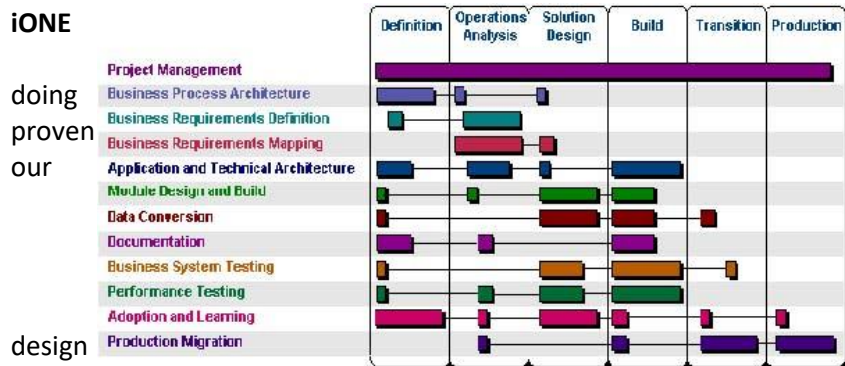 iONE
Definition
Operations Analysis
Solution Design
Build
Transition
Production
Project Management
doing
Business Process Architecture
proven
Business Requirements Definition
Business Requirements Mapping
our
Application and Technical Architecture
Module Design and Build
Data Conversion
Documentation
Business System Testing
Performance Testing
Adoption and Learning
design
Production Migration